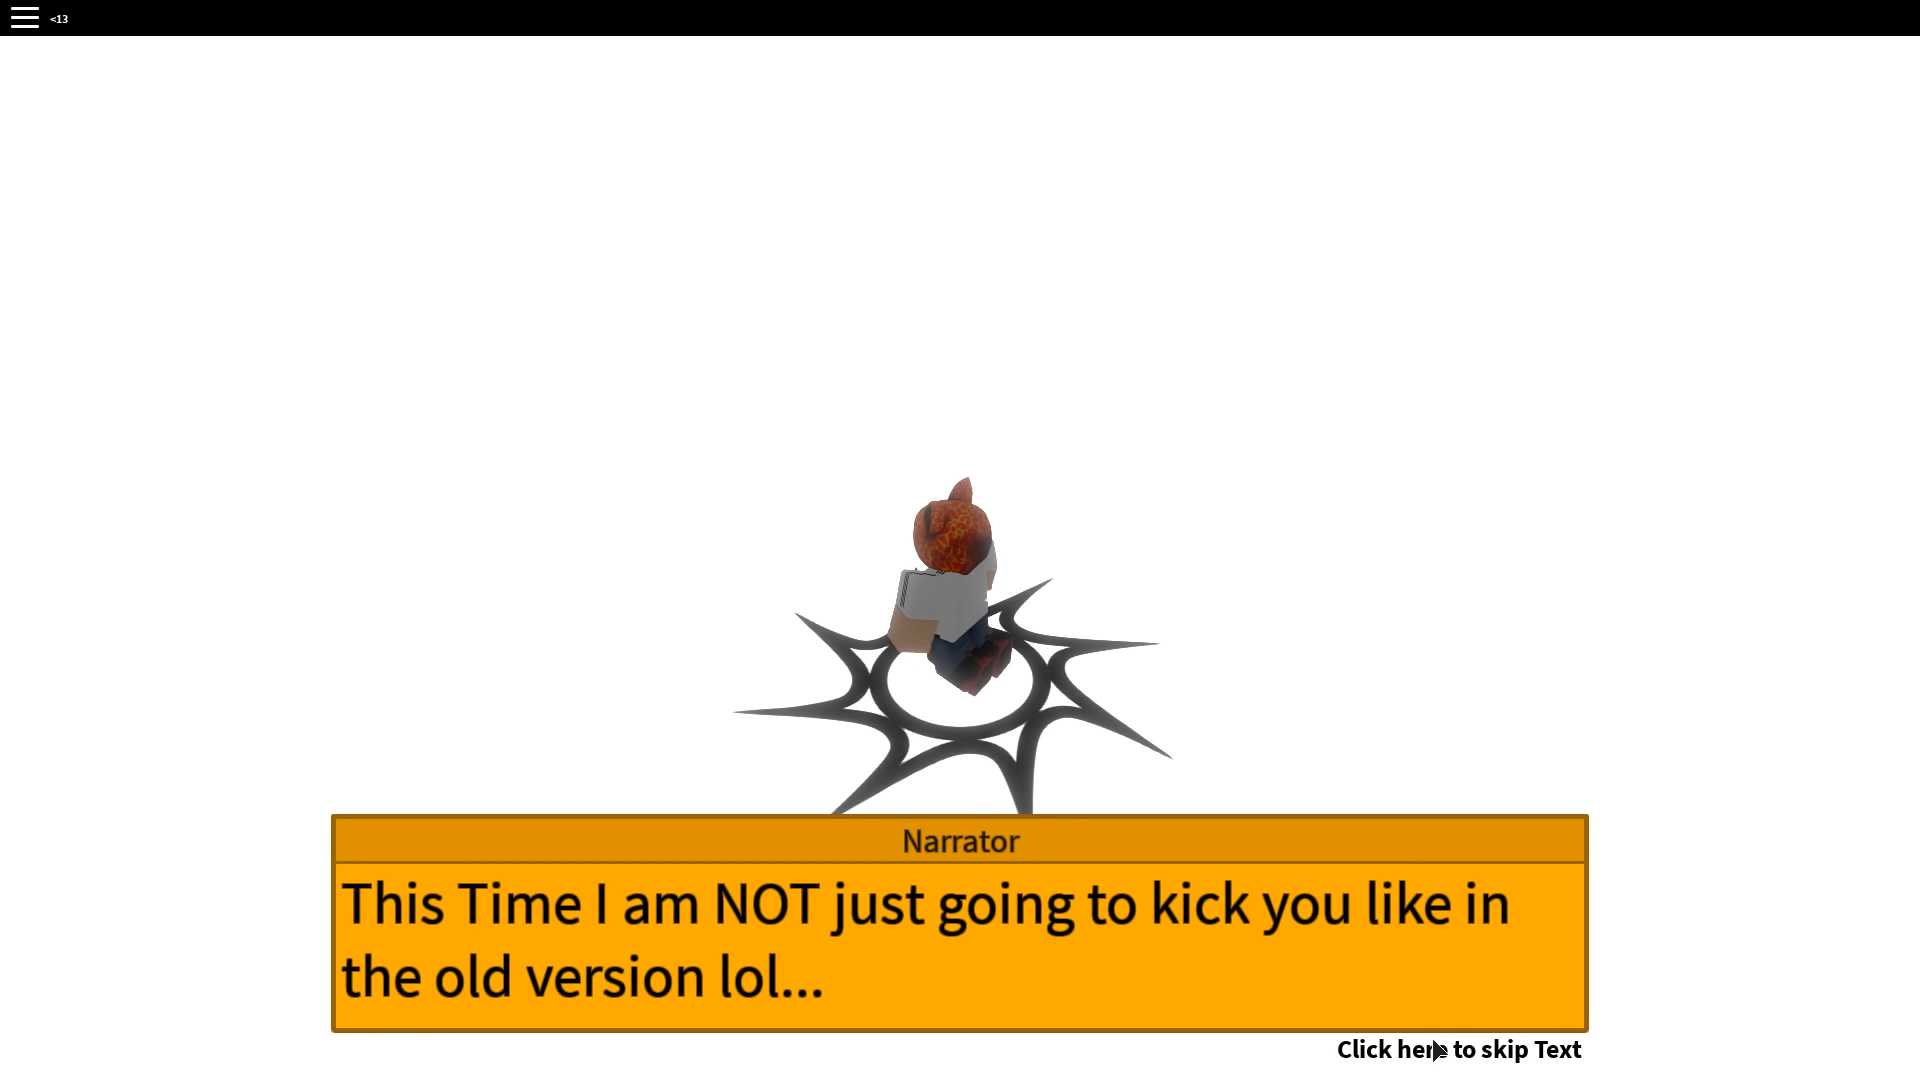 <13
Narrator
This Time I am NOT just going to kick you like in
the old version lol...
Click here to skip Text